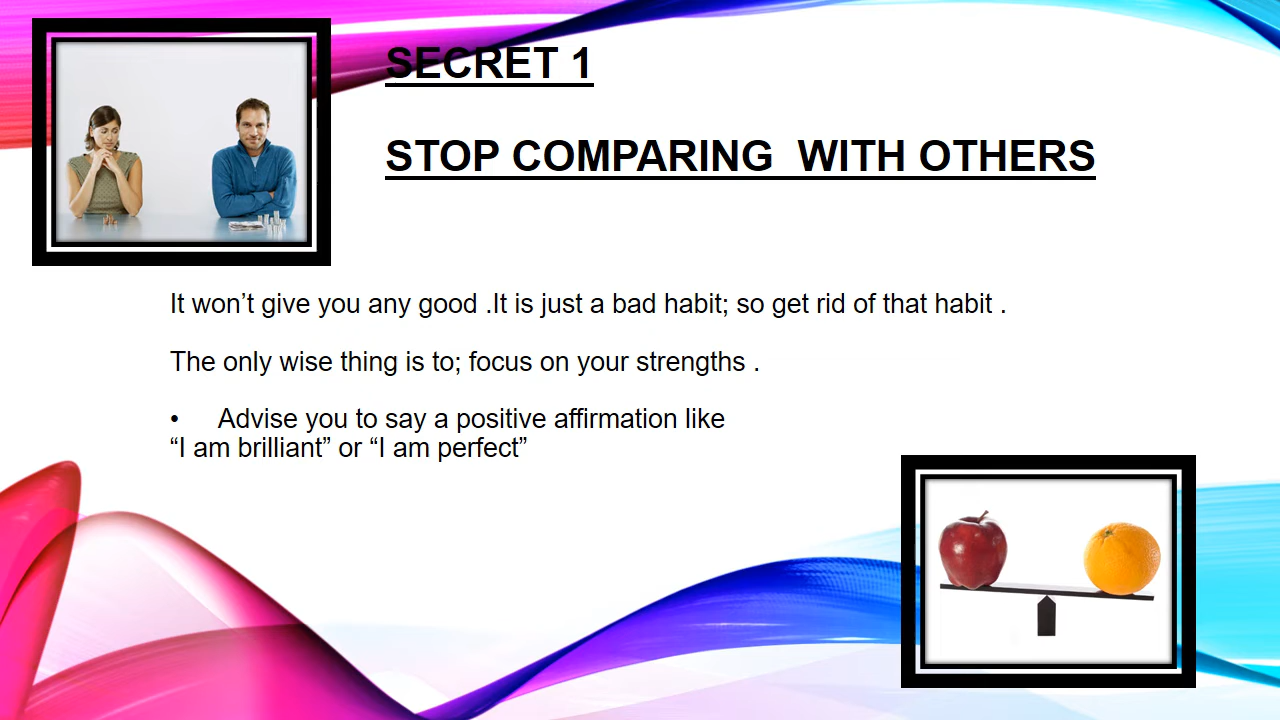 SECRET 1
STOP COMPARING  WITH OTHERS
It won’t give you any good .It is just a bad habit; so get rid of that habit .
The only wise thing is to; focus on your strengths .
•	Advise you to say a positive affirmation like
“I am brilliant” or “I am perfect”